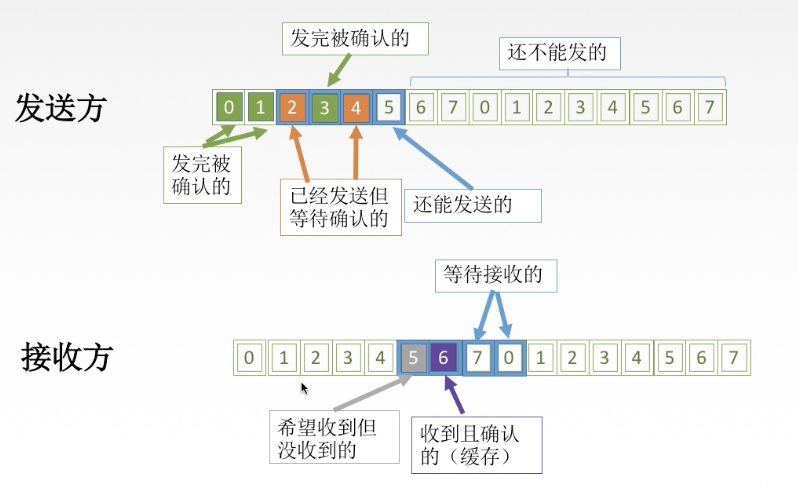 发完被确认的
还不能发的
发送方
0 1 2 3 4 5 6 7 0 1 2 3 4 5 6 7
发完被
确认的
已经发送但
等待确认的
还能发送的
等待接收的
接收方
0 1 2 3 4 5 6 7 0 1 2 3 4 5 6 7
希望收到但
没收到的
收到且确认
的（缓存）